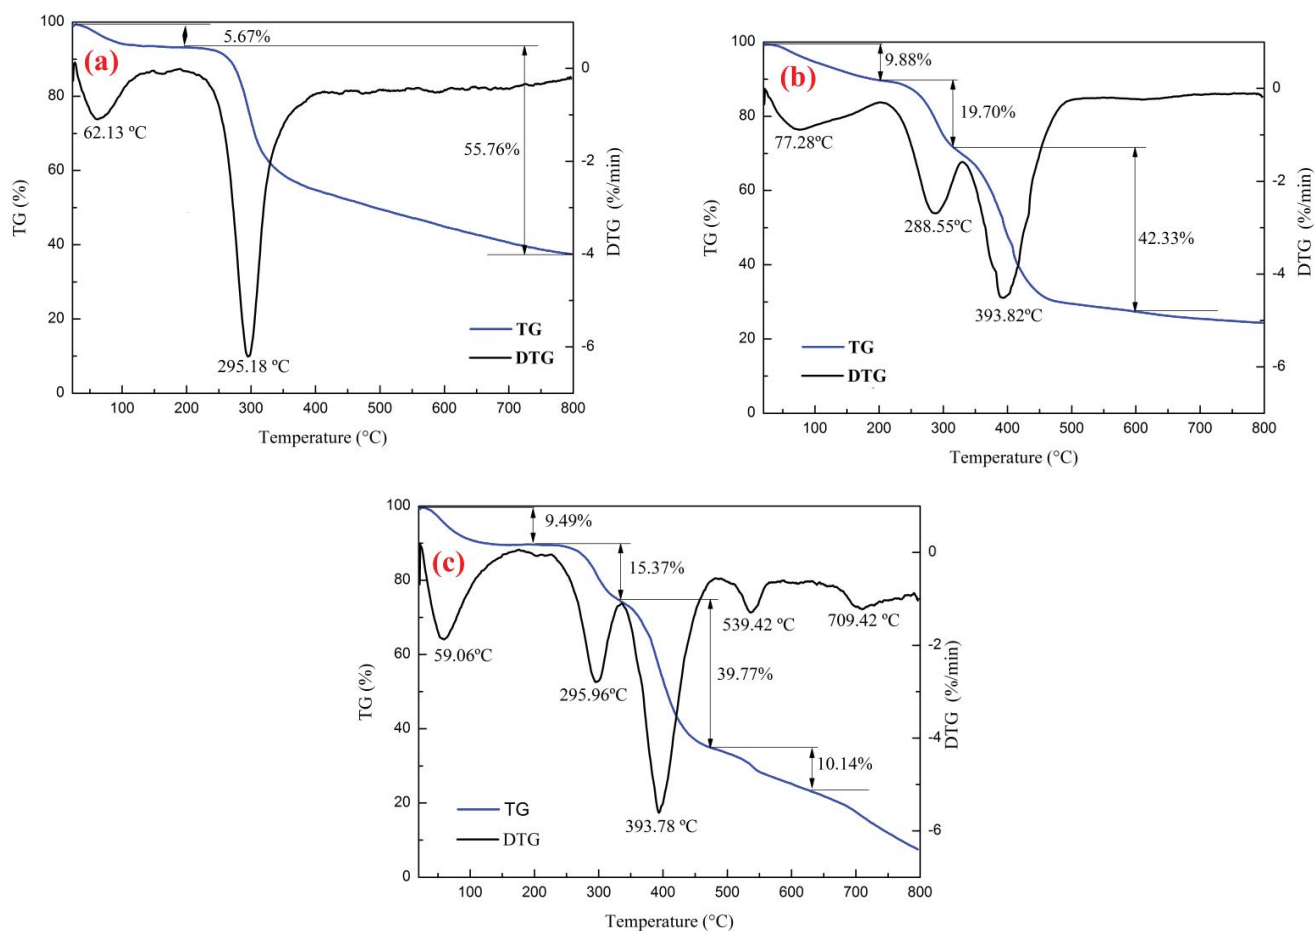 (a)
100
80
60
40
20
0
TG (%)
5.67%
62.13 ºC
55.76%
295.18 ºC
TG
DTG
0
-2
-4
-6
DTG (%/min)
100 200 300 400 500 600 700 800
Temperature (°C)
(b)
100
80
60
40
20
0
TG (%)
9.88%
19.70%
77.28ºC
288.55ºC
42.33%
393.82ºC
TG
DTG
0
-2
-4
-6
DTG (%/min)
100 200 300 400 500 600 700 800
Temperature (°C)
(c)
100
80
60
40
20
0
TG (%)
9.49%
15.37%
59.06ºC
539.42 ºC
709.42 ºC
295.96ºC
39.77%
10.14%
393.78 ºC
TG
DTG
0
-2
-4
-6
DTG (%/min)
100 200 300 400 500 600 700 800
Temperature (°C)